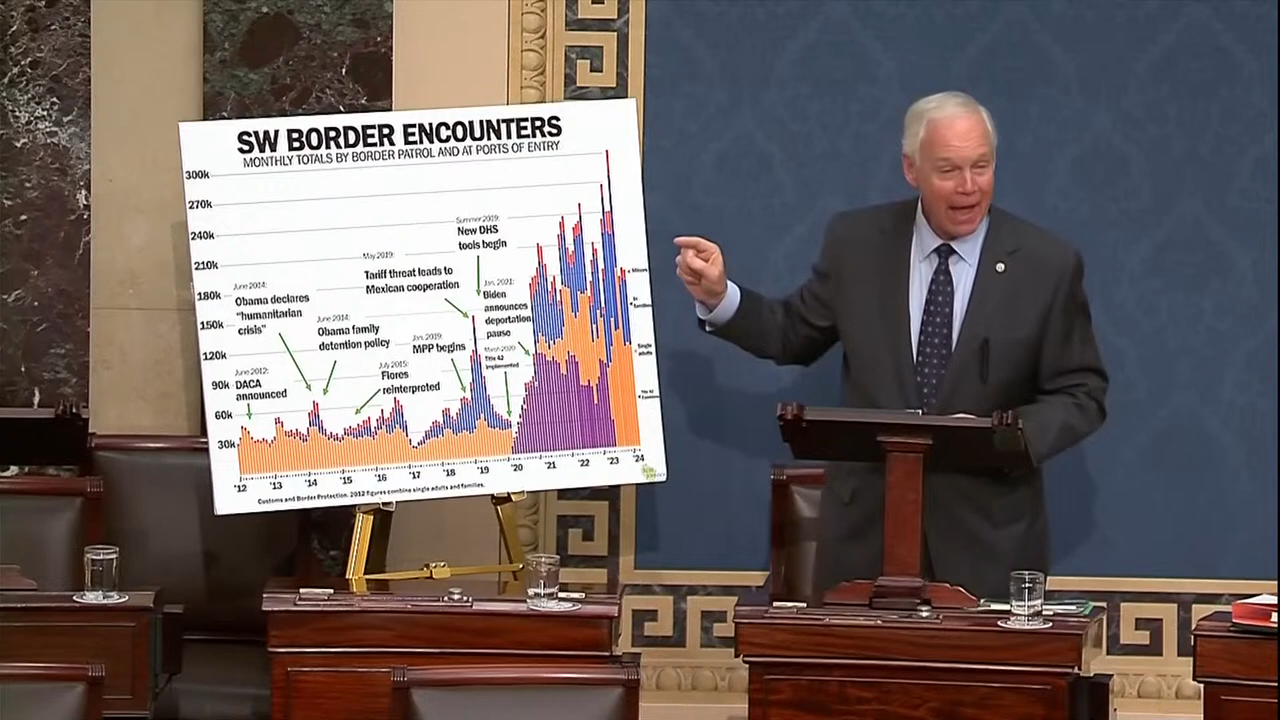 SW BORDER ENCOUNTERS
MONTHLY TOTALS BY BORDER PATROL AND AT PORTS OF ENTRY
300k
270k
240k
210k
180k
150k
120k
90k
60k
30k
June 2012:
DACA
announced
June 2014:
Obama declares
"humanitarian
crisis"
June 2014:
Obama family
detention policy
July 2015:
Flores
reinterpreted
Jan. 2019:
MPP begins
May 2019:
Tariff threat leads to
Mexican cooperation
Summer 2019:
New DHS
tools begin
March 2020:
Title 42
implemented
Jan. 2021:
Biden
announces
deportation
pause
Minors
Single
adults
'12 '13 '14 '15 '16 '17 '18 '19 '20 '21 '22 '23 '24
Customs and Border Protection. 2012 figures combine single adults and families.